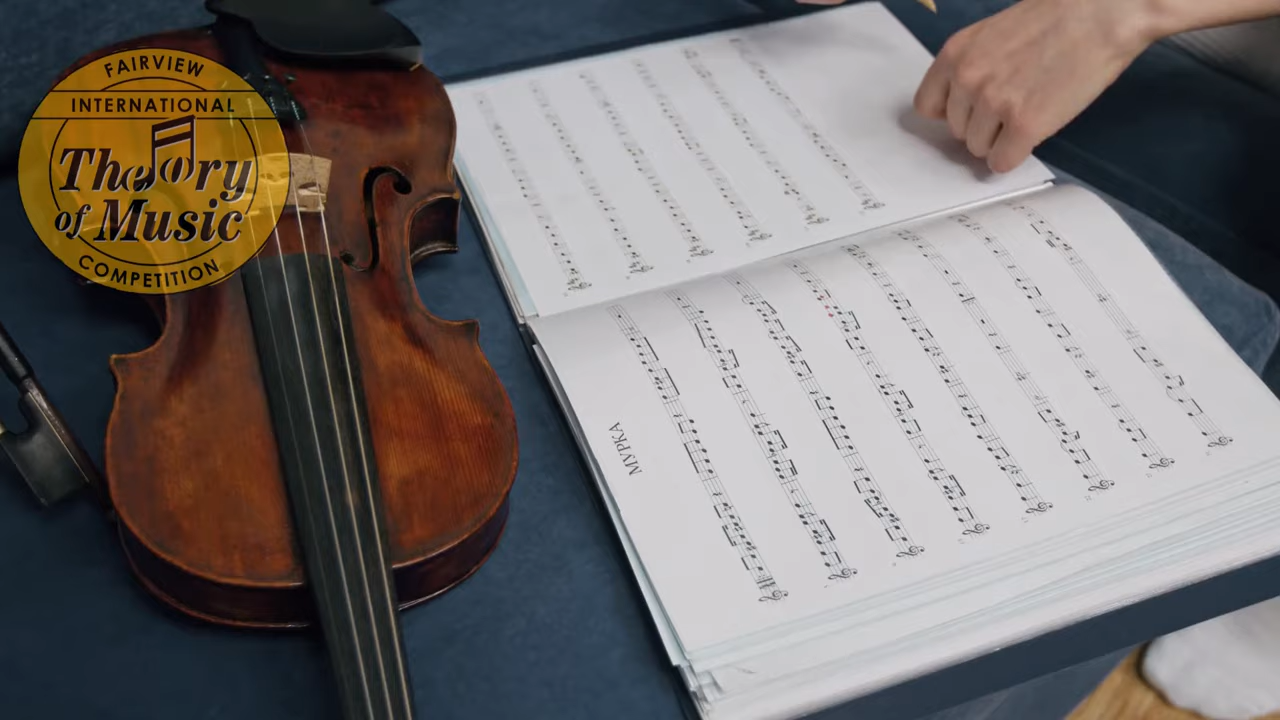 FAIRVIEW
INTERNATIONAL
Theory
of Music
COMPETITION
МУРКА